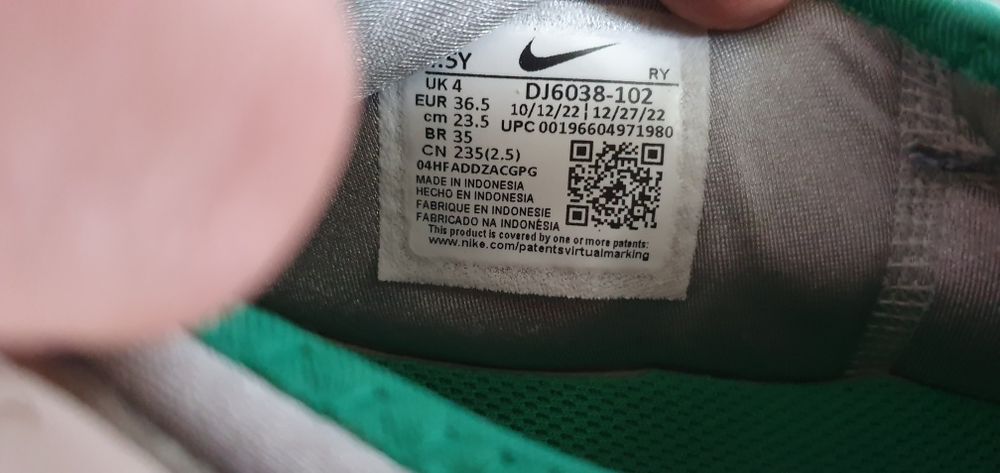 RY
UK 4
EUR 36.5
cm 23.5
BR 35
CN 235(2.5)
DJ6038-102
10/12/22 | 12/27/22
UPC 00196604971980
04HFADDZACGPG
MADE IN INDONESIA
HECHO EN INDONESIA
FABRIQUE EN INDONESIE
FABRICADO NA INDONÉSIA
This product is covered by one or more patents:
www.nike.com/patentsvirtualmarking